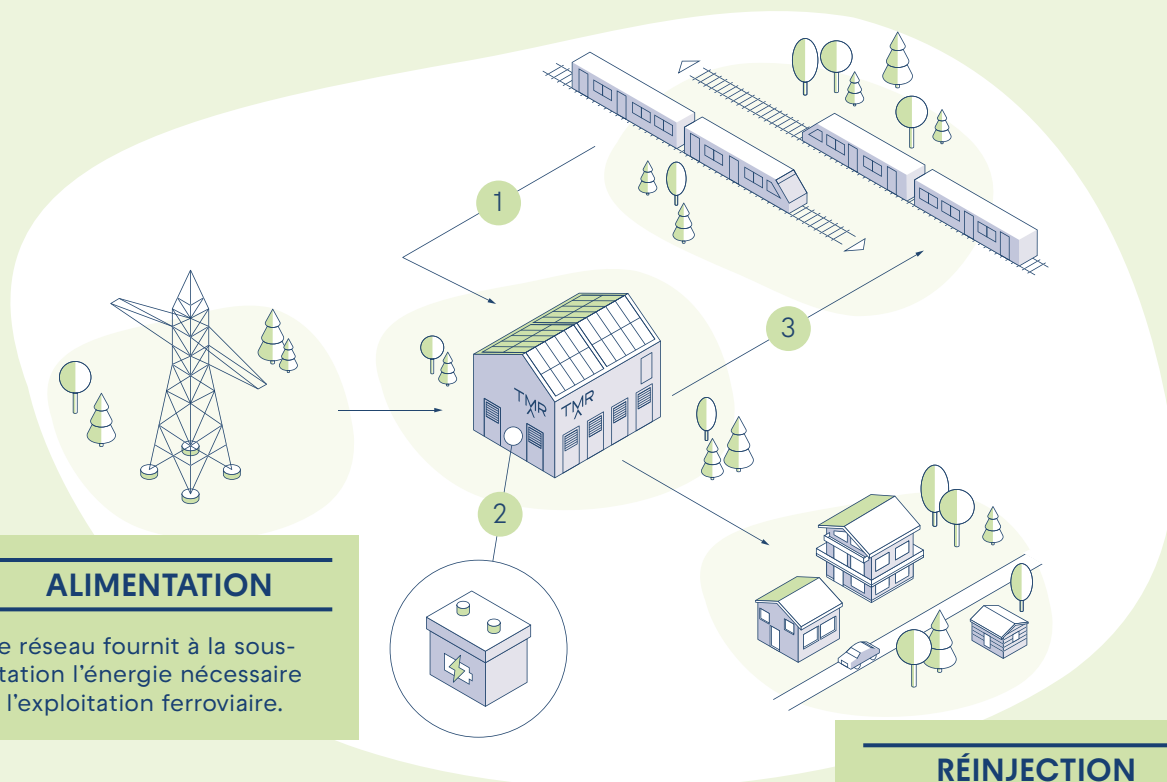 1
3
TMR
TMR
2
ALIMENTATION
e réseau fournit à la sous-
tation l'énergie nécessaire
l'exploitation ferroviaire.
RÉINJECTION